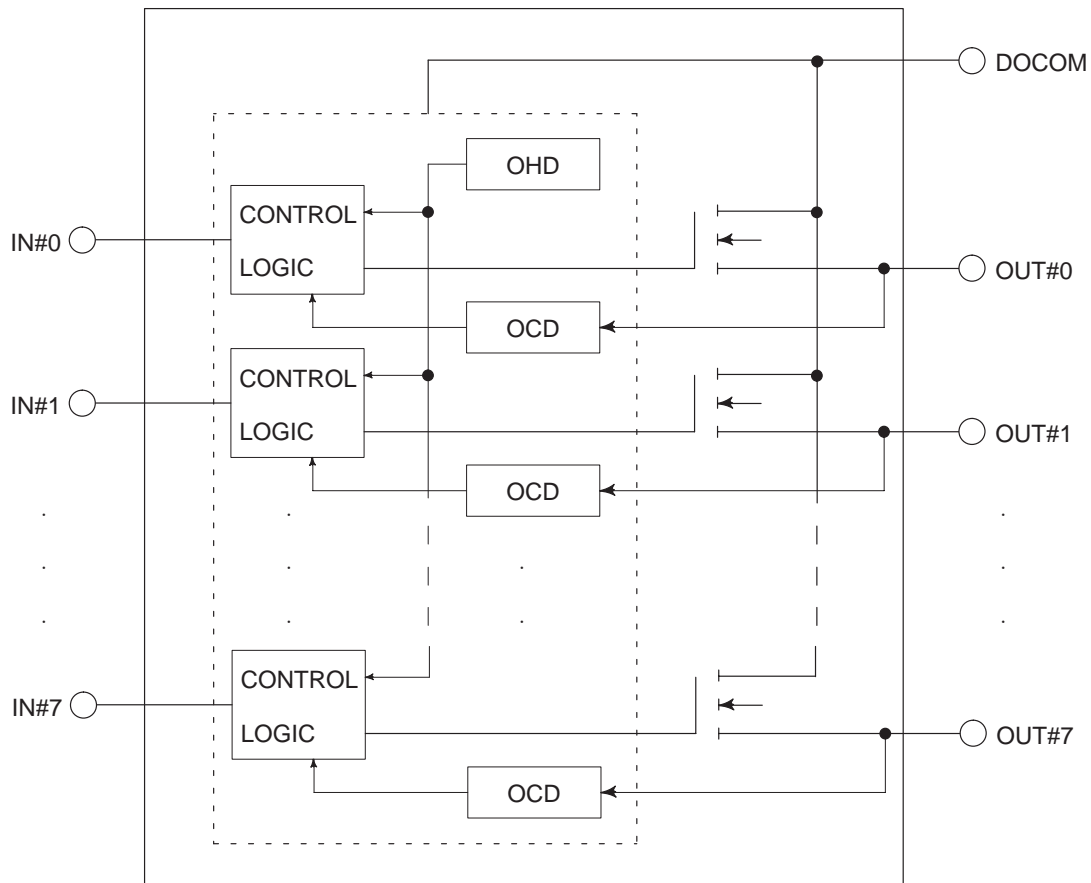 DOCOM
OHD
CONTROL
LOGIC
IN#0
OUT#0
OCD
CONTROL
LOGIC
IN#1
OUT#1
OCD
CONTROL
LOGIC
IN#7
OUT#7
OCD